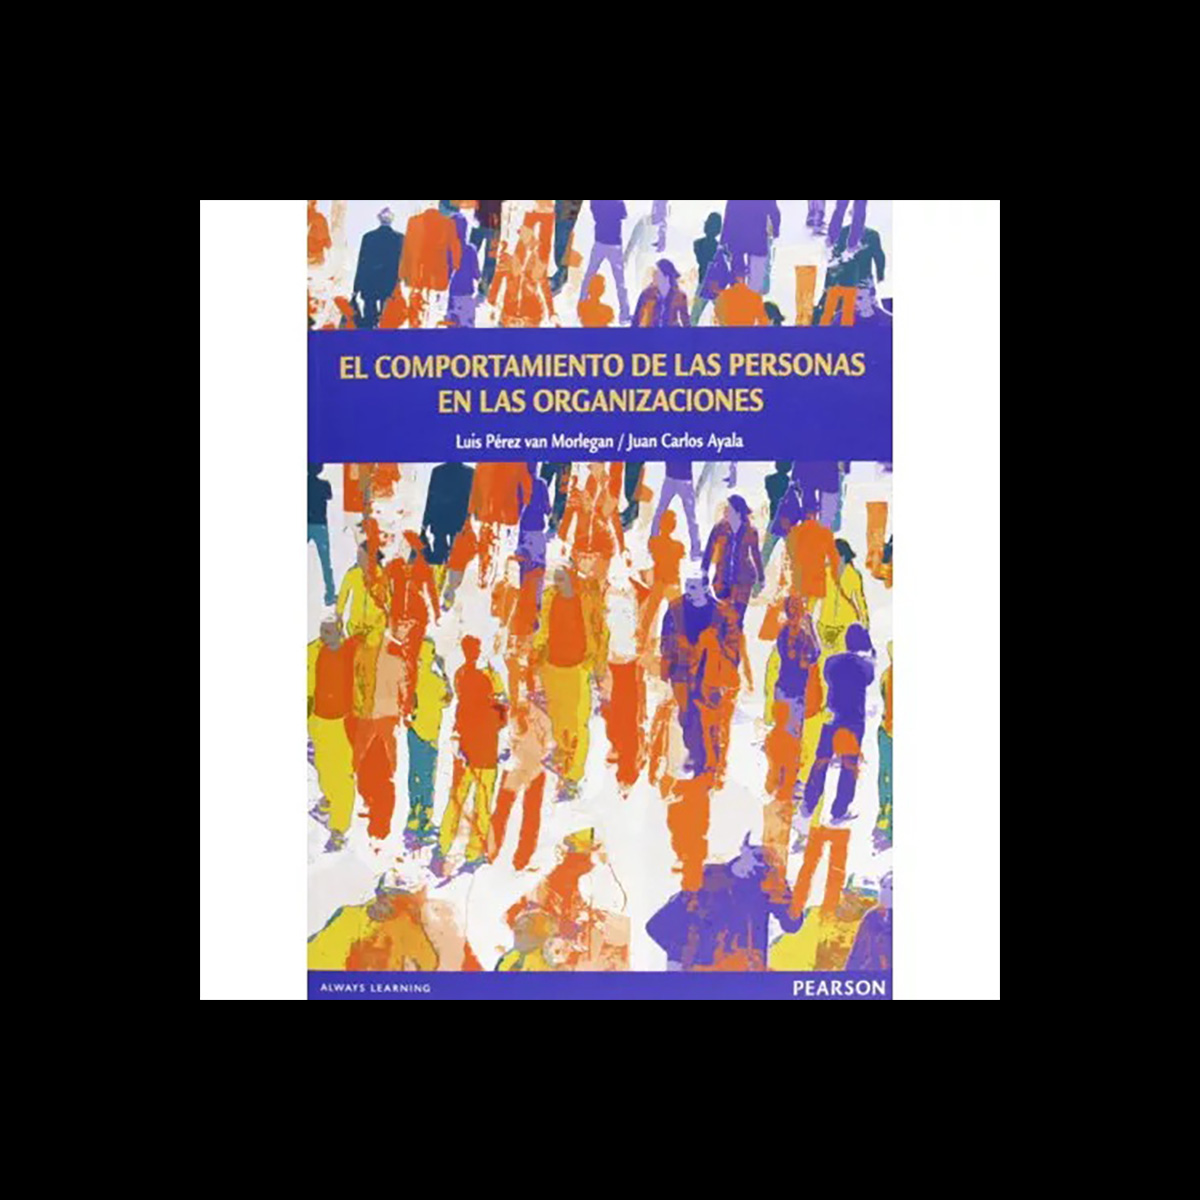 EL COMPORTAMIENTO DE LAS PERSONAS
EN LAS ORGANIZACIONES
Luis Pérez van Morlegan / Juan Carlos Ayala
ALWAYS LEARNING
PEARSON